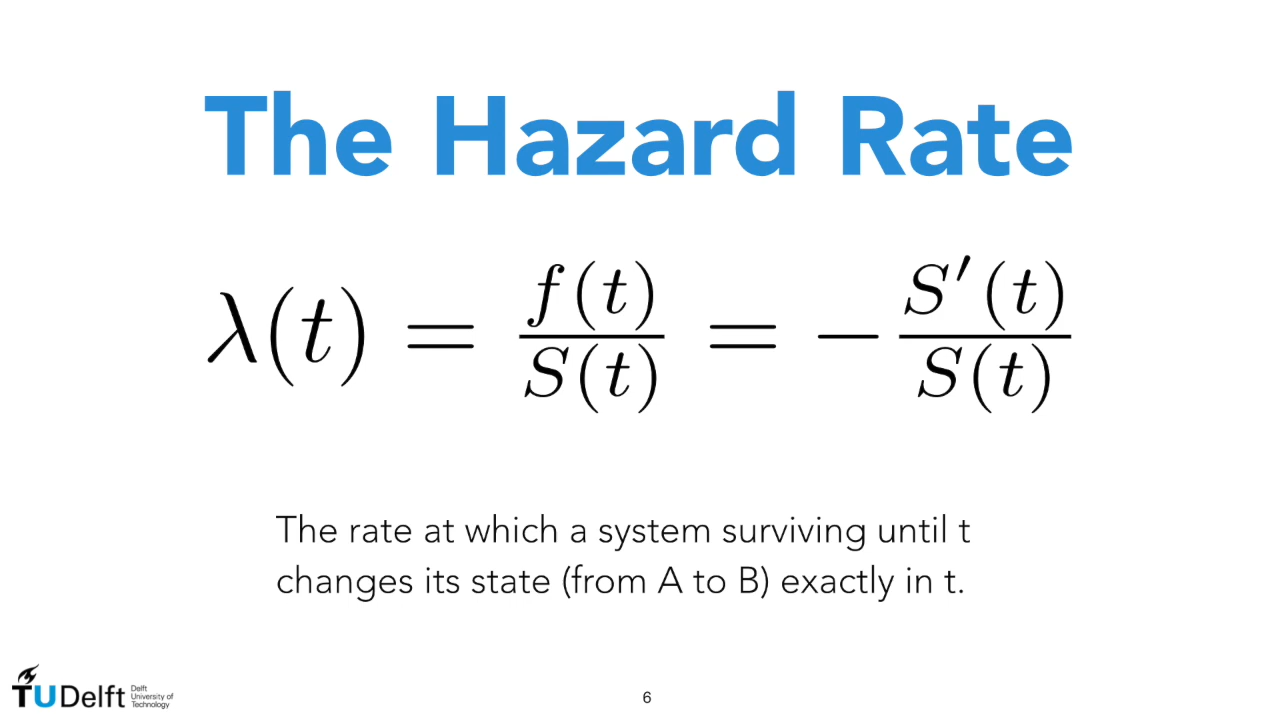 The Hazard Rate
λ(t) = f(t)/S(t) = −S′(t)/S(t)
The rate at which a system surviving until t
changes its state (from A to B) exactly in t.
TUDelft
Delft
University of
Technology
6